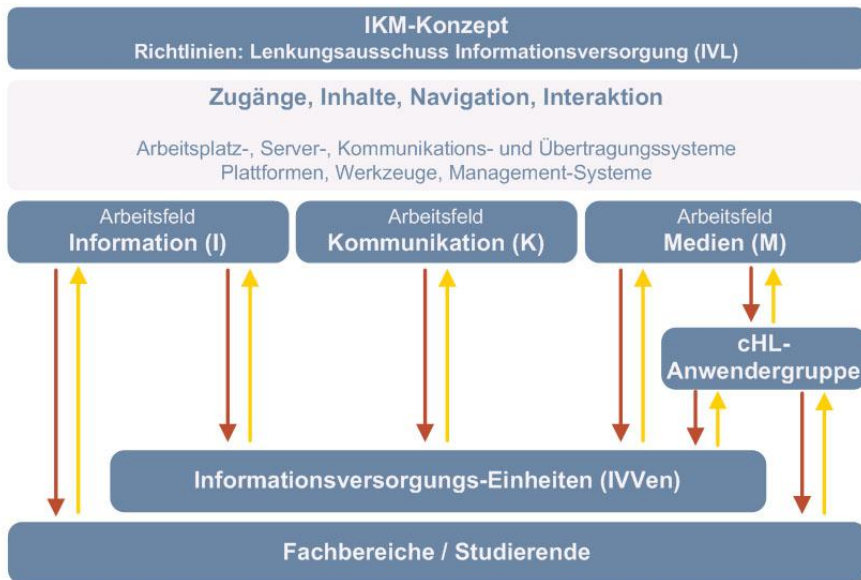 IKM-Konzept
Richtlinien: Lenkungsausschuss Informationsversorgung (IVL)
Zugänge, Inhalte, Navigation, Interaktion
Arbeitsplatz-, Server-, Kommunikations- und Übertragungssysteme
Plattformen, Werkzeuge, Management-Systeme
Arbeitsfeld
Information (I)
Arbeitsfeld
Kommunikation (K)
Arbeitsfeld
Medien (M)
cHL-
Anwendergruppe
Informationsversorgungs-Einheiten (IVVen)
Fachbereiche / Studierende